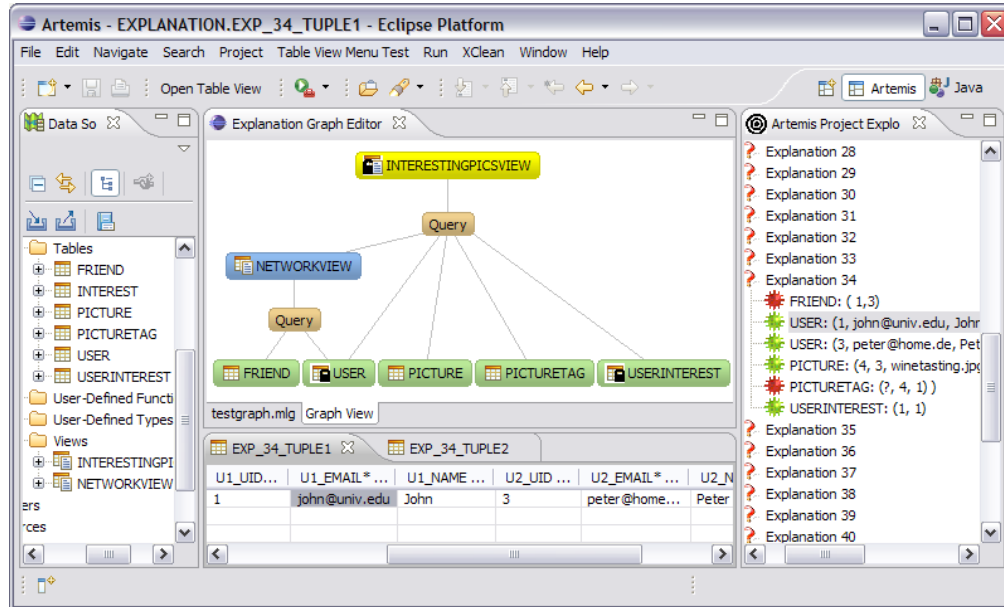 Artemis - EXPLANATION.EXP_34_TUPLE1 - Eclipse Platform
File Edit Navigate Search Project Table View Menu Test Run XClean Window Help
Open Table View
Artemis
Java
Data So
Tables
FRIEND
INTEREST
PICTURE
PICTURETAG
USER
USERINTEREST
User-Defined Functi
User-Defined Types
Views
INTERESTINGPI
NETWORKVIEW
ers
rces
Explanation Graph Editor
INTERESTINGPICSVIEW
Query
NETWORKVIEW
Query
FRIEND USER PICTURE PICTURETAG USERINTEREST
testgraph.mlg Graph View
EXP_34_TUPLE1 EXP_34_TUPLE2
U1_UID... U1_EMAIL* ... U1_NAME ... U2_UID ... U2_EMAIL* ... U2_N
1 john@univ.edu John 3 peter@home... Peter
Artemis Project Explo
Explanation 28
Explanation 29
Explanation 30
Explanation 31
Explanation 32
Explanation 33
Explanation 34
FRIEND: ( 1,3)
USER: (1, john@univ.edu, John
USER: (3, peter@home.de, Pet
PICTURE: (4, 3, winetasting.jpg
PICTURETAG: (?, 4, 1) )
USERINTEREST: (1, 1)
Explanation 35
Explanation 36
Explanation 37
Explanation 38
Explanation 39
Explanation 40